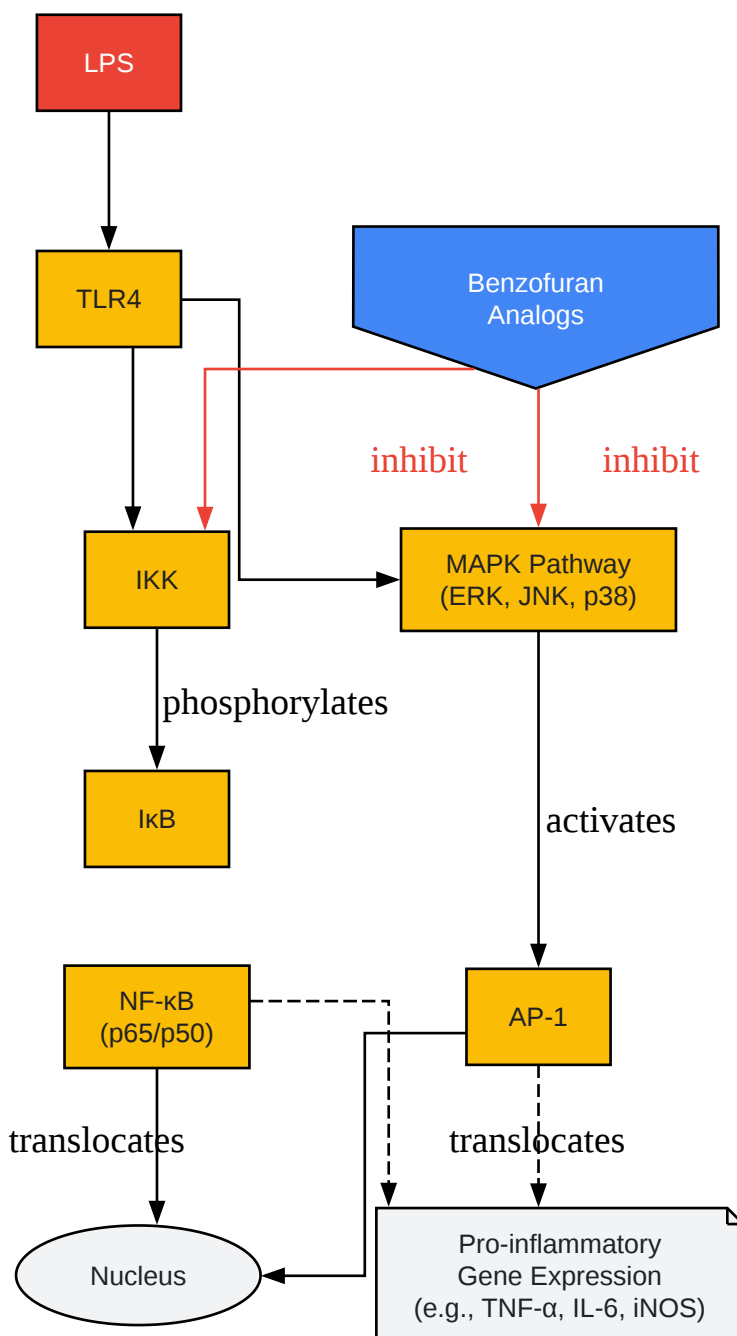 LPS
TLR4
Benzofuran
Analogs
inhibit
inhibit
IKK
MAPK Pathway
(ERK, JNK, p38)
phosphorylates
IκB
activates
NF-κB
(p65/p50)
AP-1
translocates
translocates
Nucleus
Pro-inflammatory
Gene Expression
(e.g., TNF-α, IL-6, iNOS)